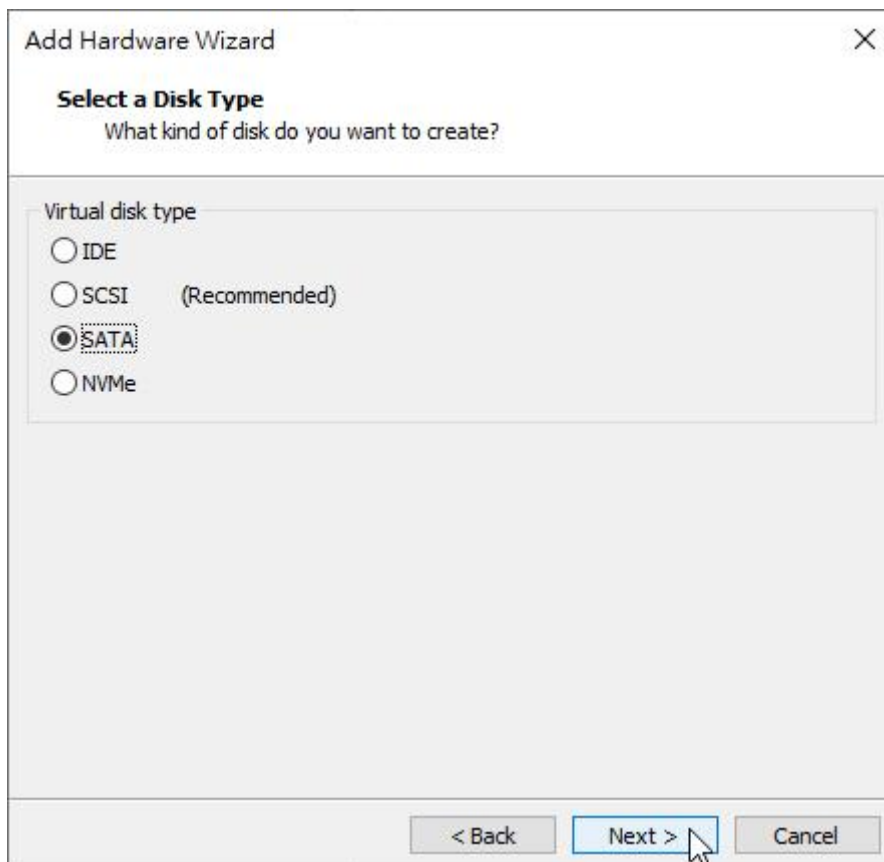 Add Hardware Wizard
Select a Disk Type
What kind of disk do you want to create?
Virtual disk type
IDE
SCSI (Recommended)
SATA
NVMe
< Back Next > Cancel